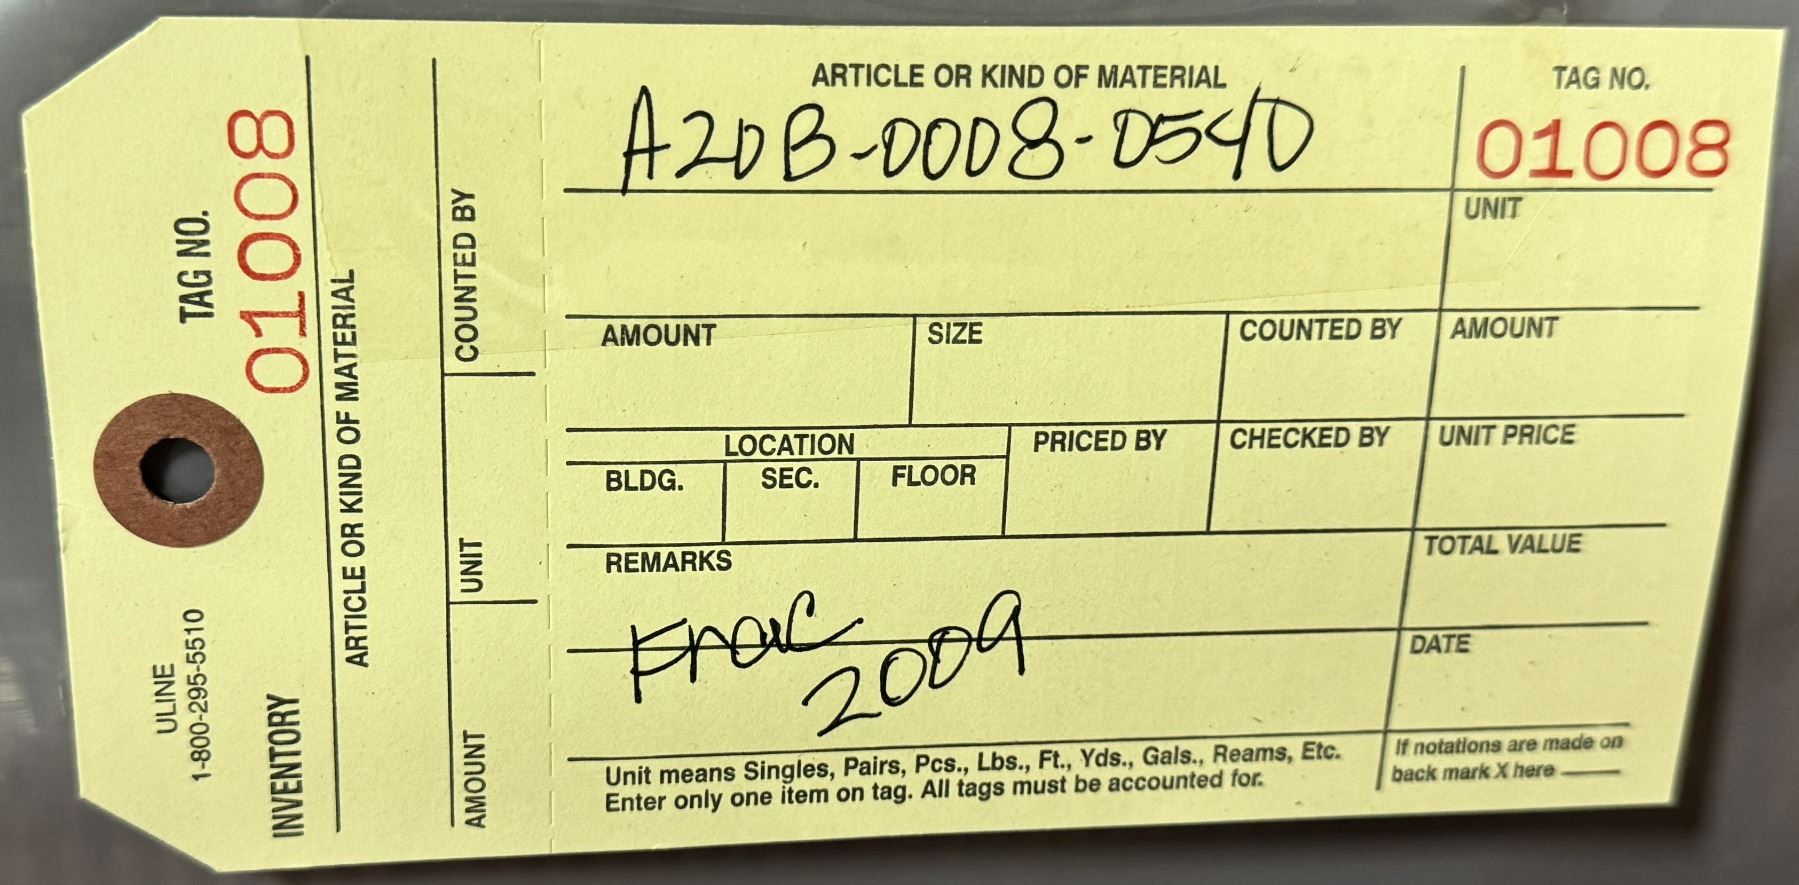 ULINE
1-800-295-5510
TAG NO.
01008
INVENTORY
ARTICLE OR KIND OF MATERIAL
COUNTED BY
UNIT
AMOUNT
ARTICLE OR KIND OF MATERIAL
A20B-0008-0540
TAG NO.
01008
UNIT
AMOUNT
SIZE
COUNTED BY
AMOUNT
LOCATION
BLDG.
SEC.
FLOOR
PRICED BY
CHECKED BY
UNIT PRICE
REMARKS
TOTAL VALUE
2009
DATE
Unit means Singles, Pairs, Pcs., Lbs., Ft., Yds., Gals., Reams, Etc.
Enter only one item on tag. All tags must be accounted for.
If notations are made on
back mark X here